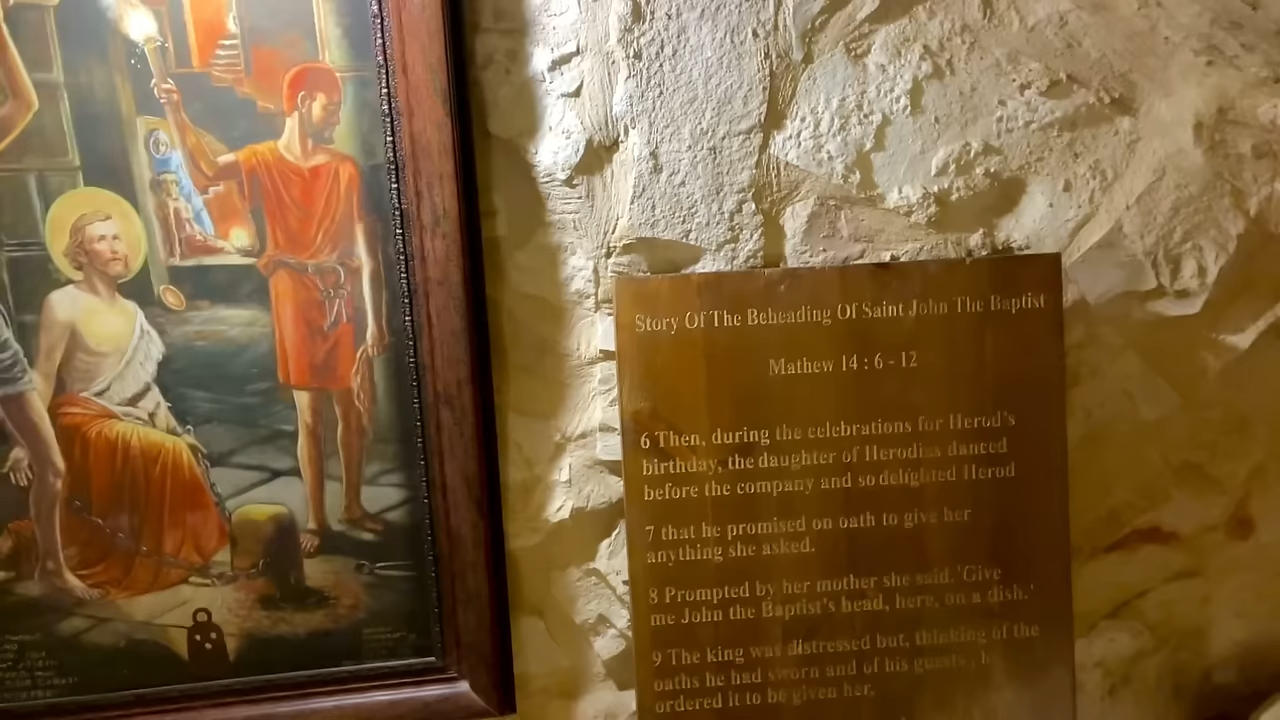 Story Of The Beheading Of Saint John The Baptist
Mathew 14 : 6 - 12
6 Then, during the celebrations for Herod's
birthday, the daughter of Herodias danced
before the company and so delighted Herod
7 that he promised on oath to give her
anything she asked.
8 Prompted by her mother she said. 'Give
me John the Baptist's head, here, on a dish.'
9 The king was distressed but, thinking of the
oaths he had sworn and of his guests,
ordered it to be given her,